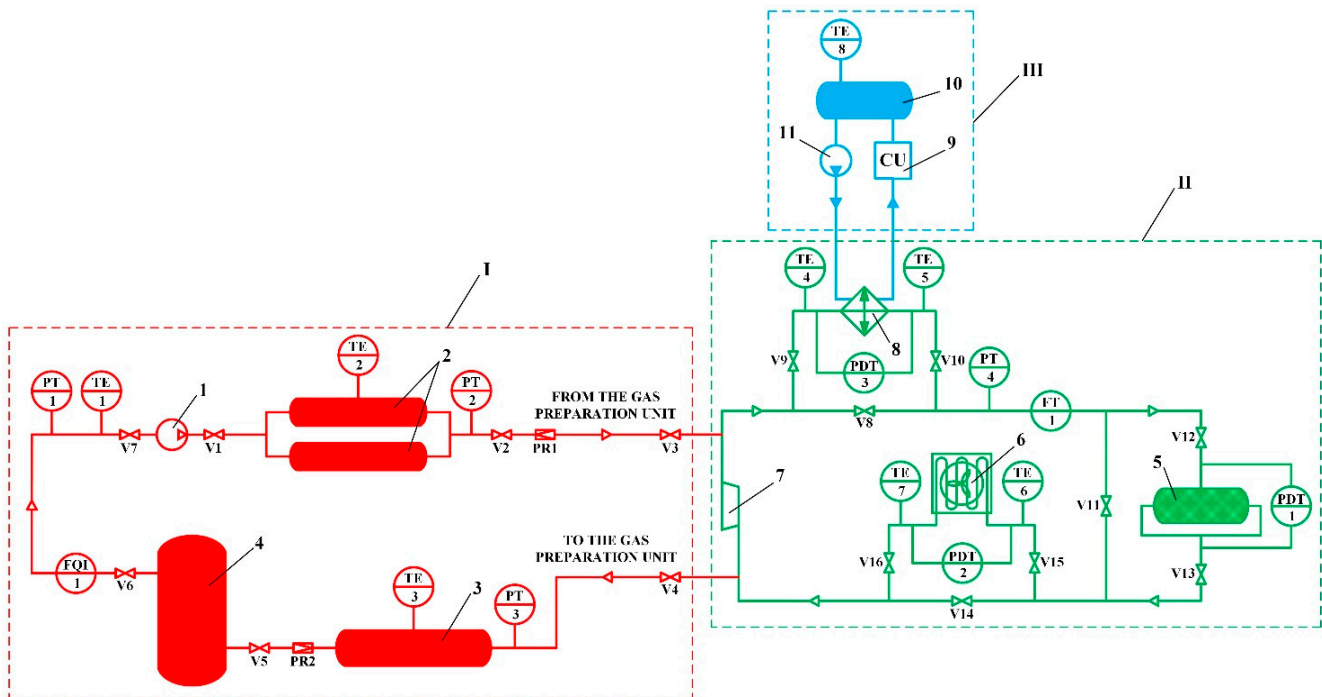 TE
8
10
III
11
CU
9
II
TE
4
TE
5
8
I
V9
PDT
3
V10
PT
4
TE
2
2
PT
1
TE
1
1
PT
2
FROM THE GAS
PREPARATION UNIT
V8
FT
1
V12
V7
V1
V2
PR1
V3
6
5
TE
7
TE
6
7
V11
PDT
1
4
TO THE GAS
PREPARATION UNIT
V16
PDT
2
V15
V13
FQI
1
V6
TE
3
3
PT
3
V4
V14
V5
PR2